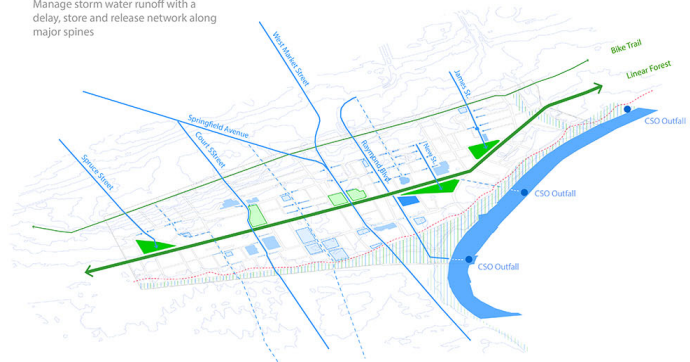 Manage storm water runoff with a
delay, store and release network along
major spines
Bike Trail
Linear Forest
West Market Street
James St.
CSO Outfall
Springfield Avenue
Court SStreet
Raymond Blvd.
Spruce Street
CSO Outfall
CSO Outfall